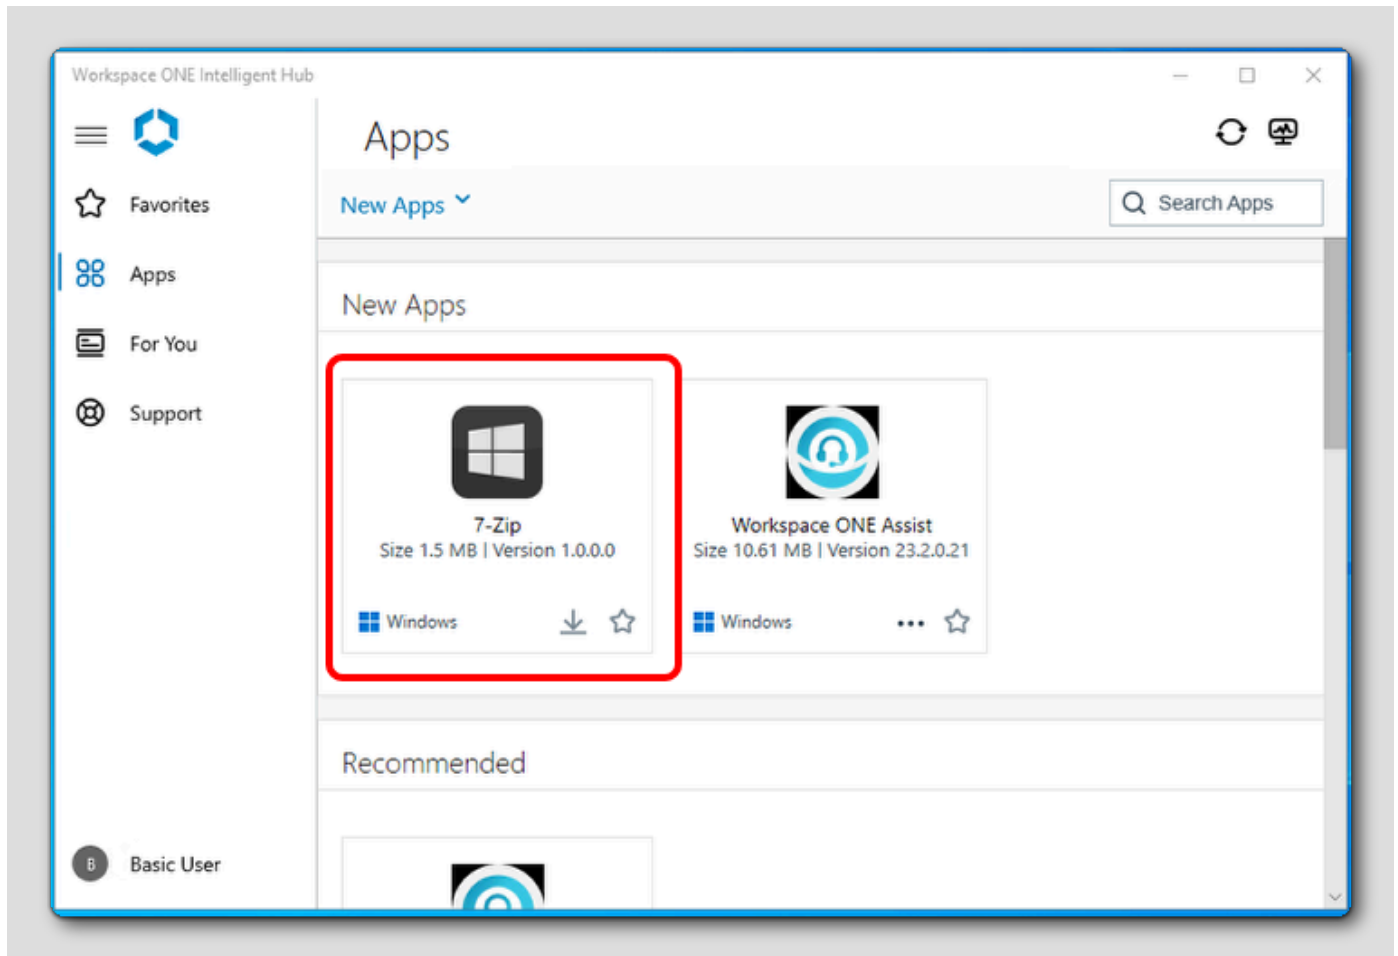 Workspace ONE Intelligent Hub
Apps
Favorites
New Apps
Search Apps
Apps
New Apps
For You
Support
7-Zip
Size 1.5 MB | Version 1.0.0.0
Windows
Workspace ONE Assist
Size 10.61 MB | Version 23.2.0.21
Windows
Recommended
B
Basic User